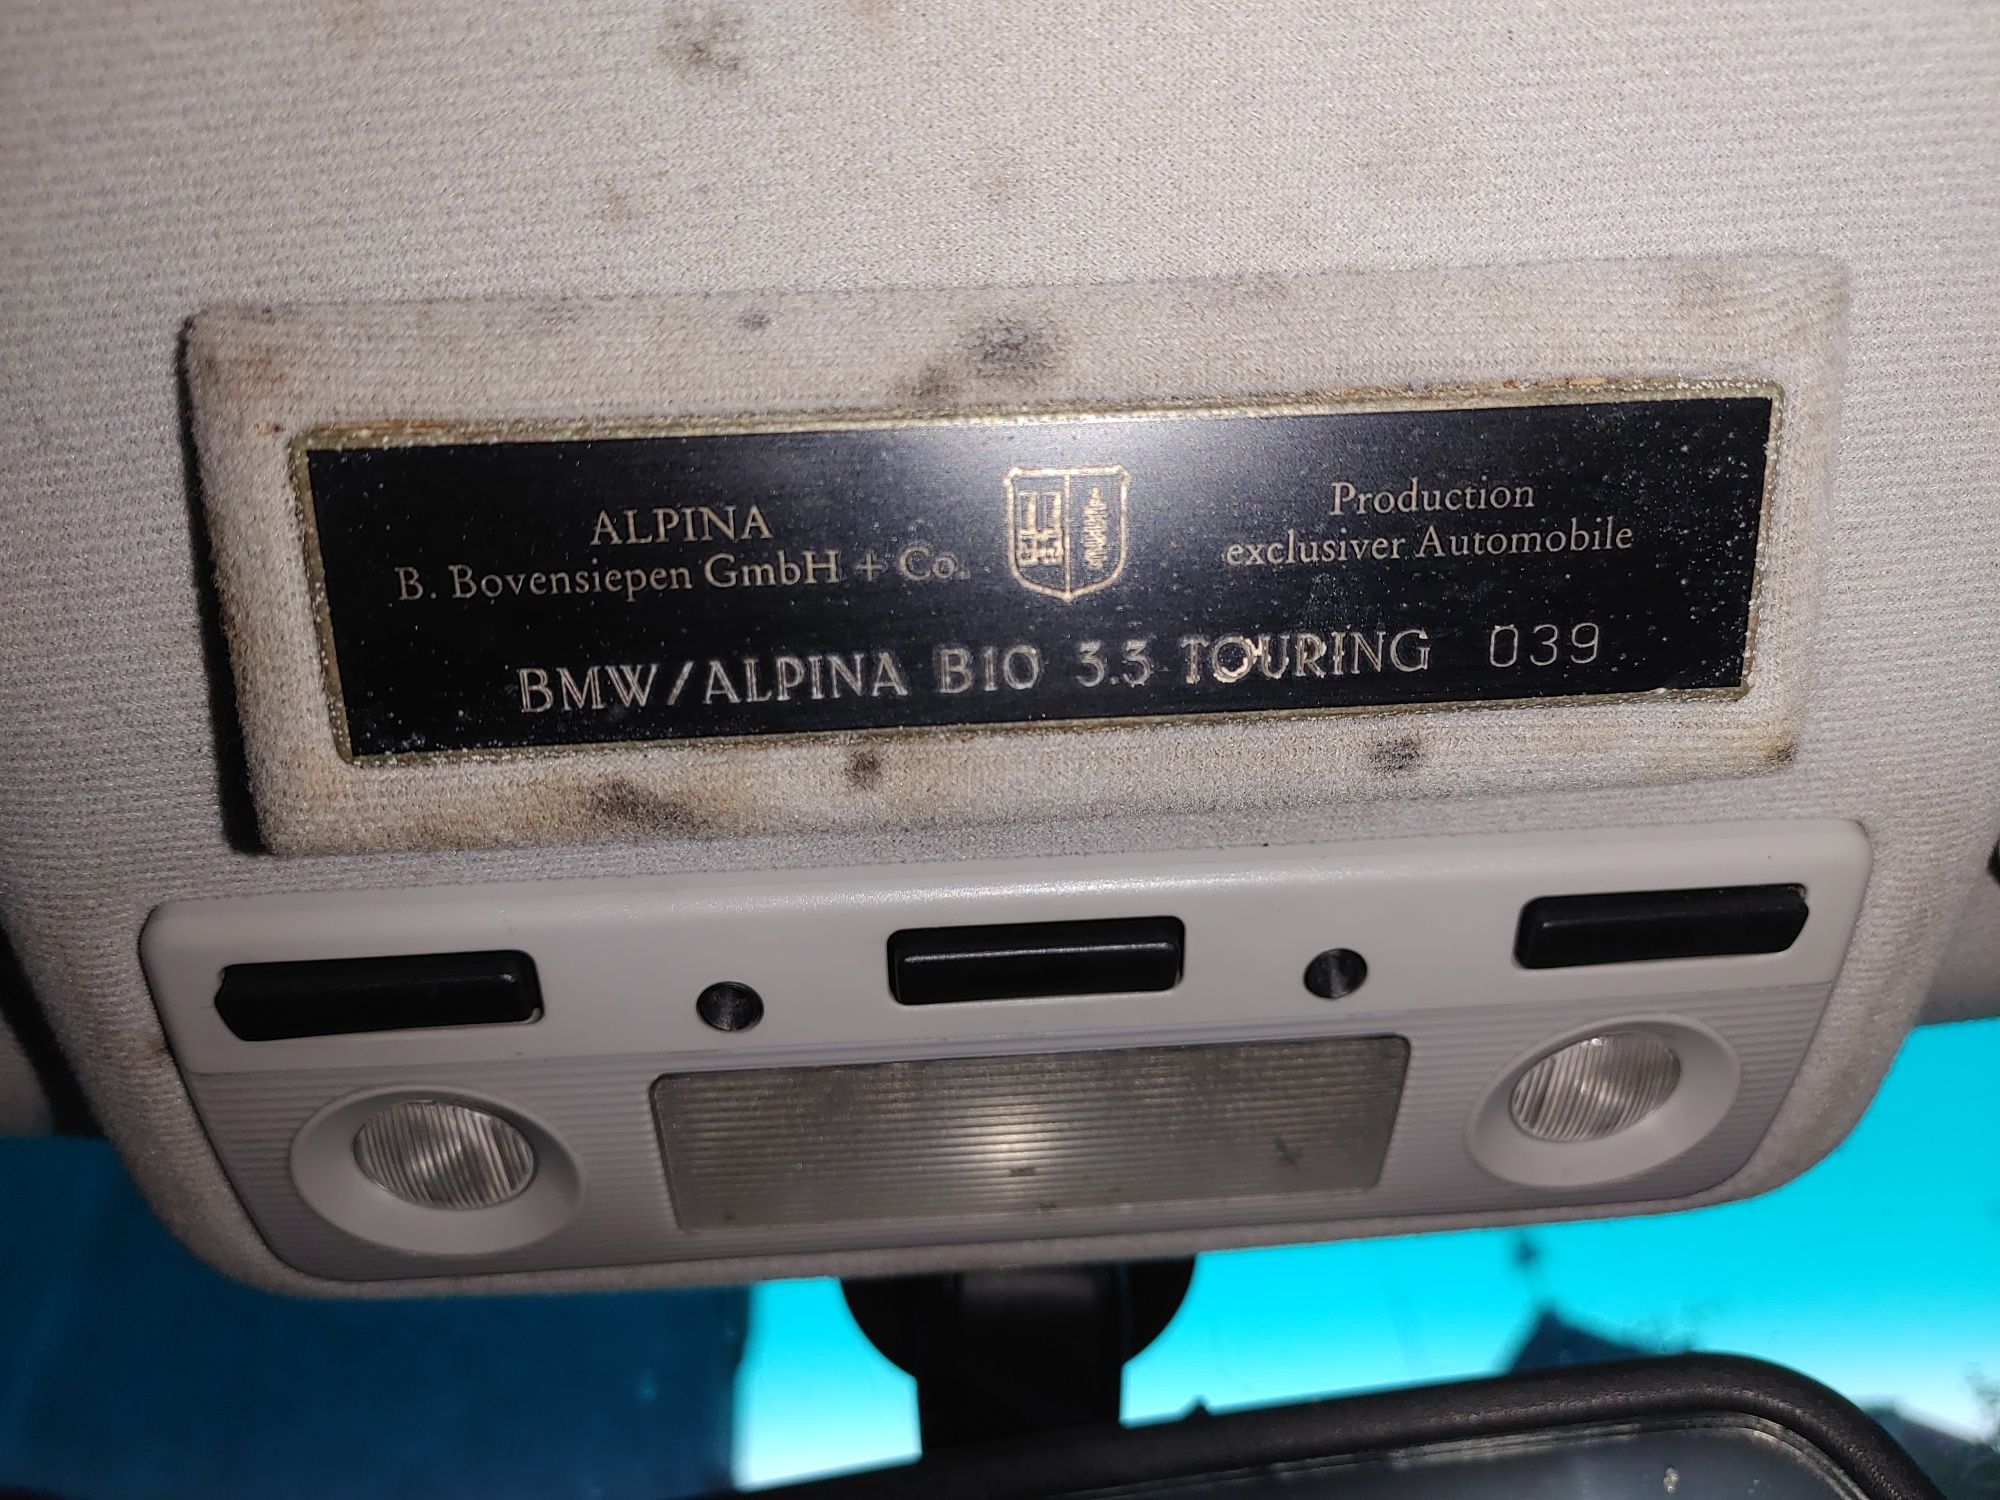 ALPINA
B. Bovensiepen GmbH + Co.
Production
exclusiver Automobile
BMW/ALPINA B10 3.3 TOURING 039